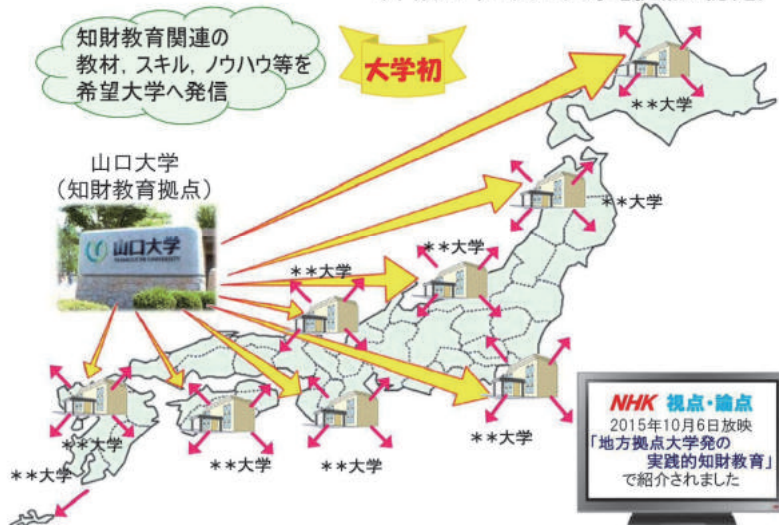 知財教育関連の
教材，スキル，ノウハウ等を
希望大学へ発信
大学初
山口大学
（知財教育拠点）
山口大学
YAMAGUCHI UNIVERSITY
＊＊大学
＊＊大学
＊＊大学
＊＊大学
＊＊大学
＊＊大学
＊＊大学
＊＊大学
NHK 視点・論点
2015年10月6日放映
「地方拠点大学発の
実践的知財教育」
で紹介されました